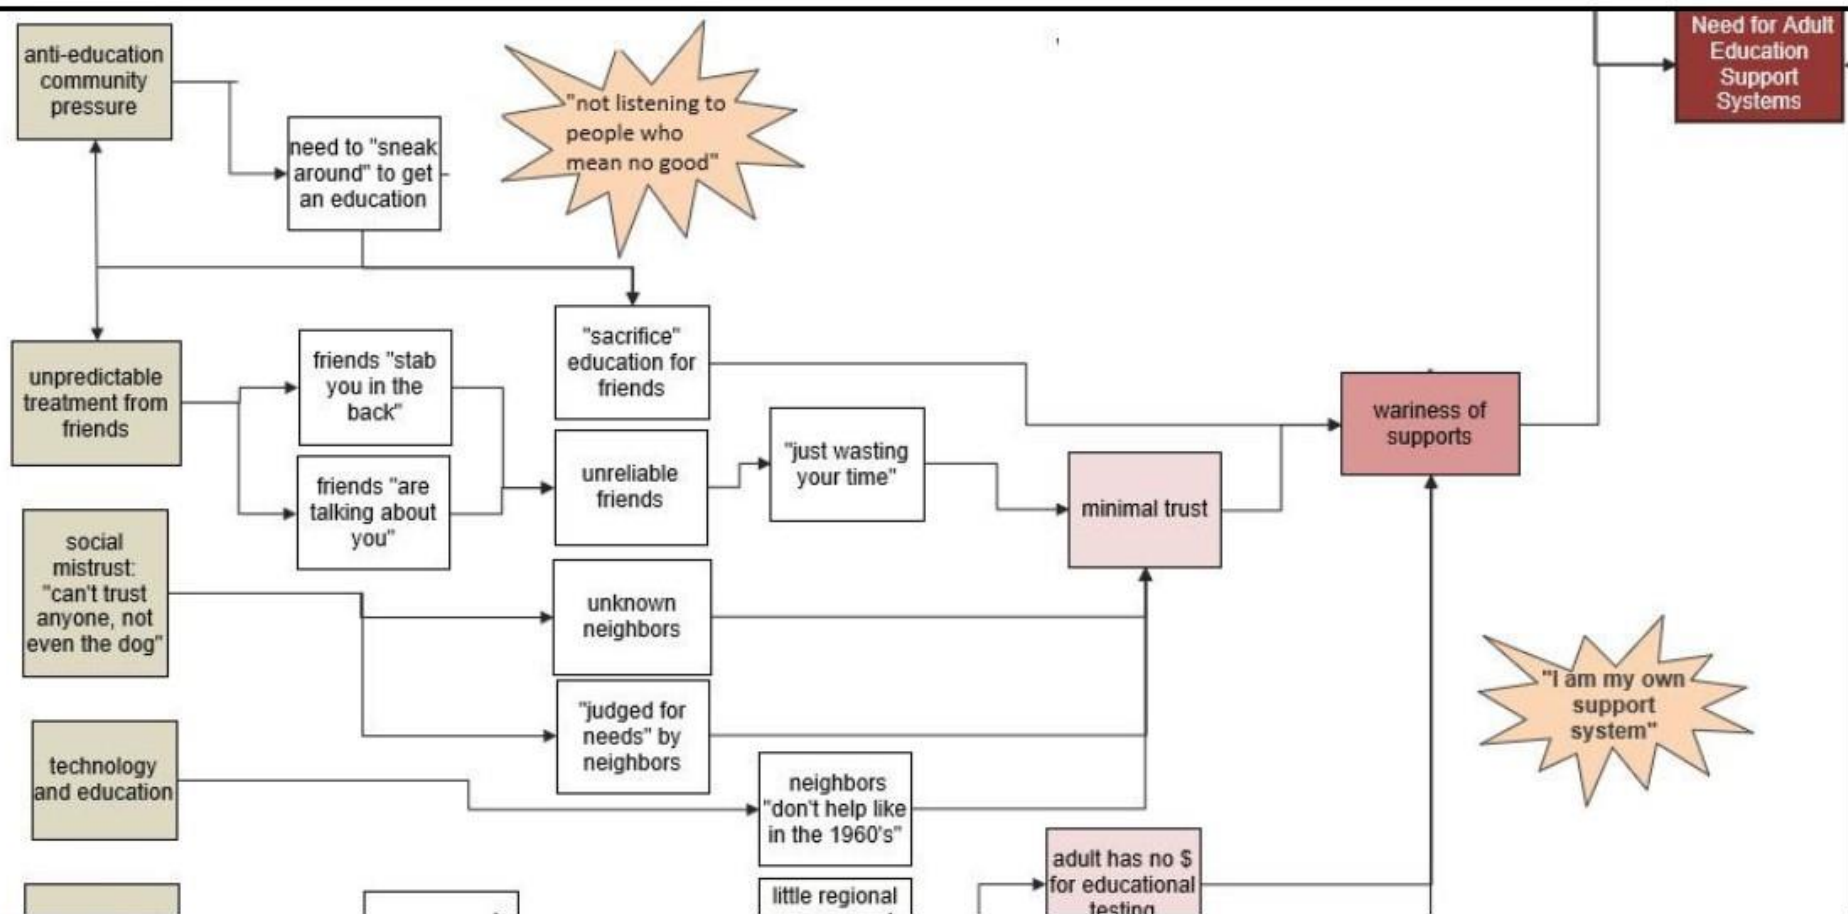 anti-education
community
pressure
need to "sneak
around" to get
an education
"not listening to
people who
mean no good"
Need for Adult
Education
Support
Systems
unpredictable
treatment from
friends
friends "stab
you in the
back"
friends "are
talking about
you"
"sacrifice"
education for
friends
unreliable
friends
"just wasting
your time"
minimal trust
wariness of
supports
social
mistrust:
"can't trust
anyone, not
even the dog"
unknown
neighbors
"judged for
needs" by
neighbors
"I am my own
support
system"
technology
and education
neighbors
"don't help like
in the 1960's"
adult has no $
for educational
testing
little regional